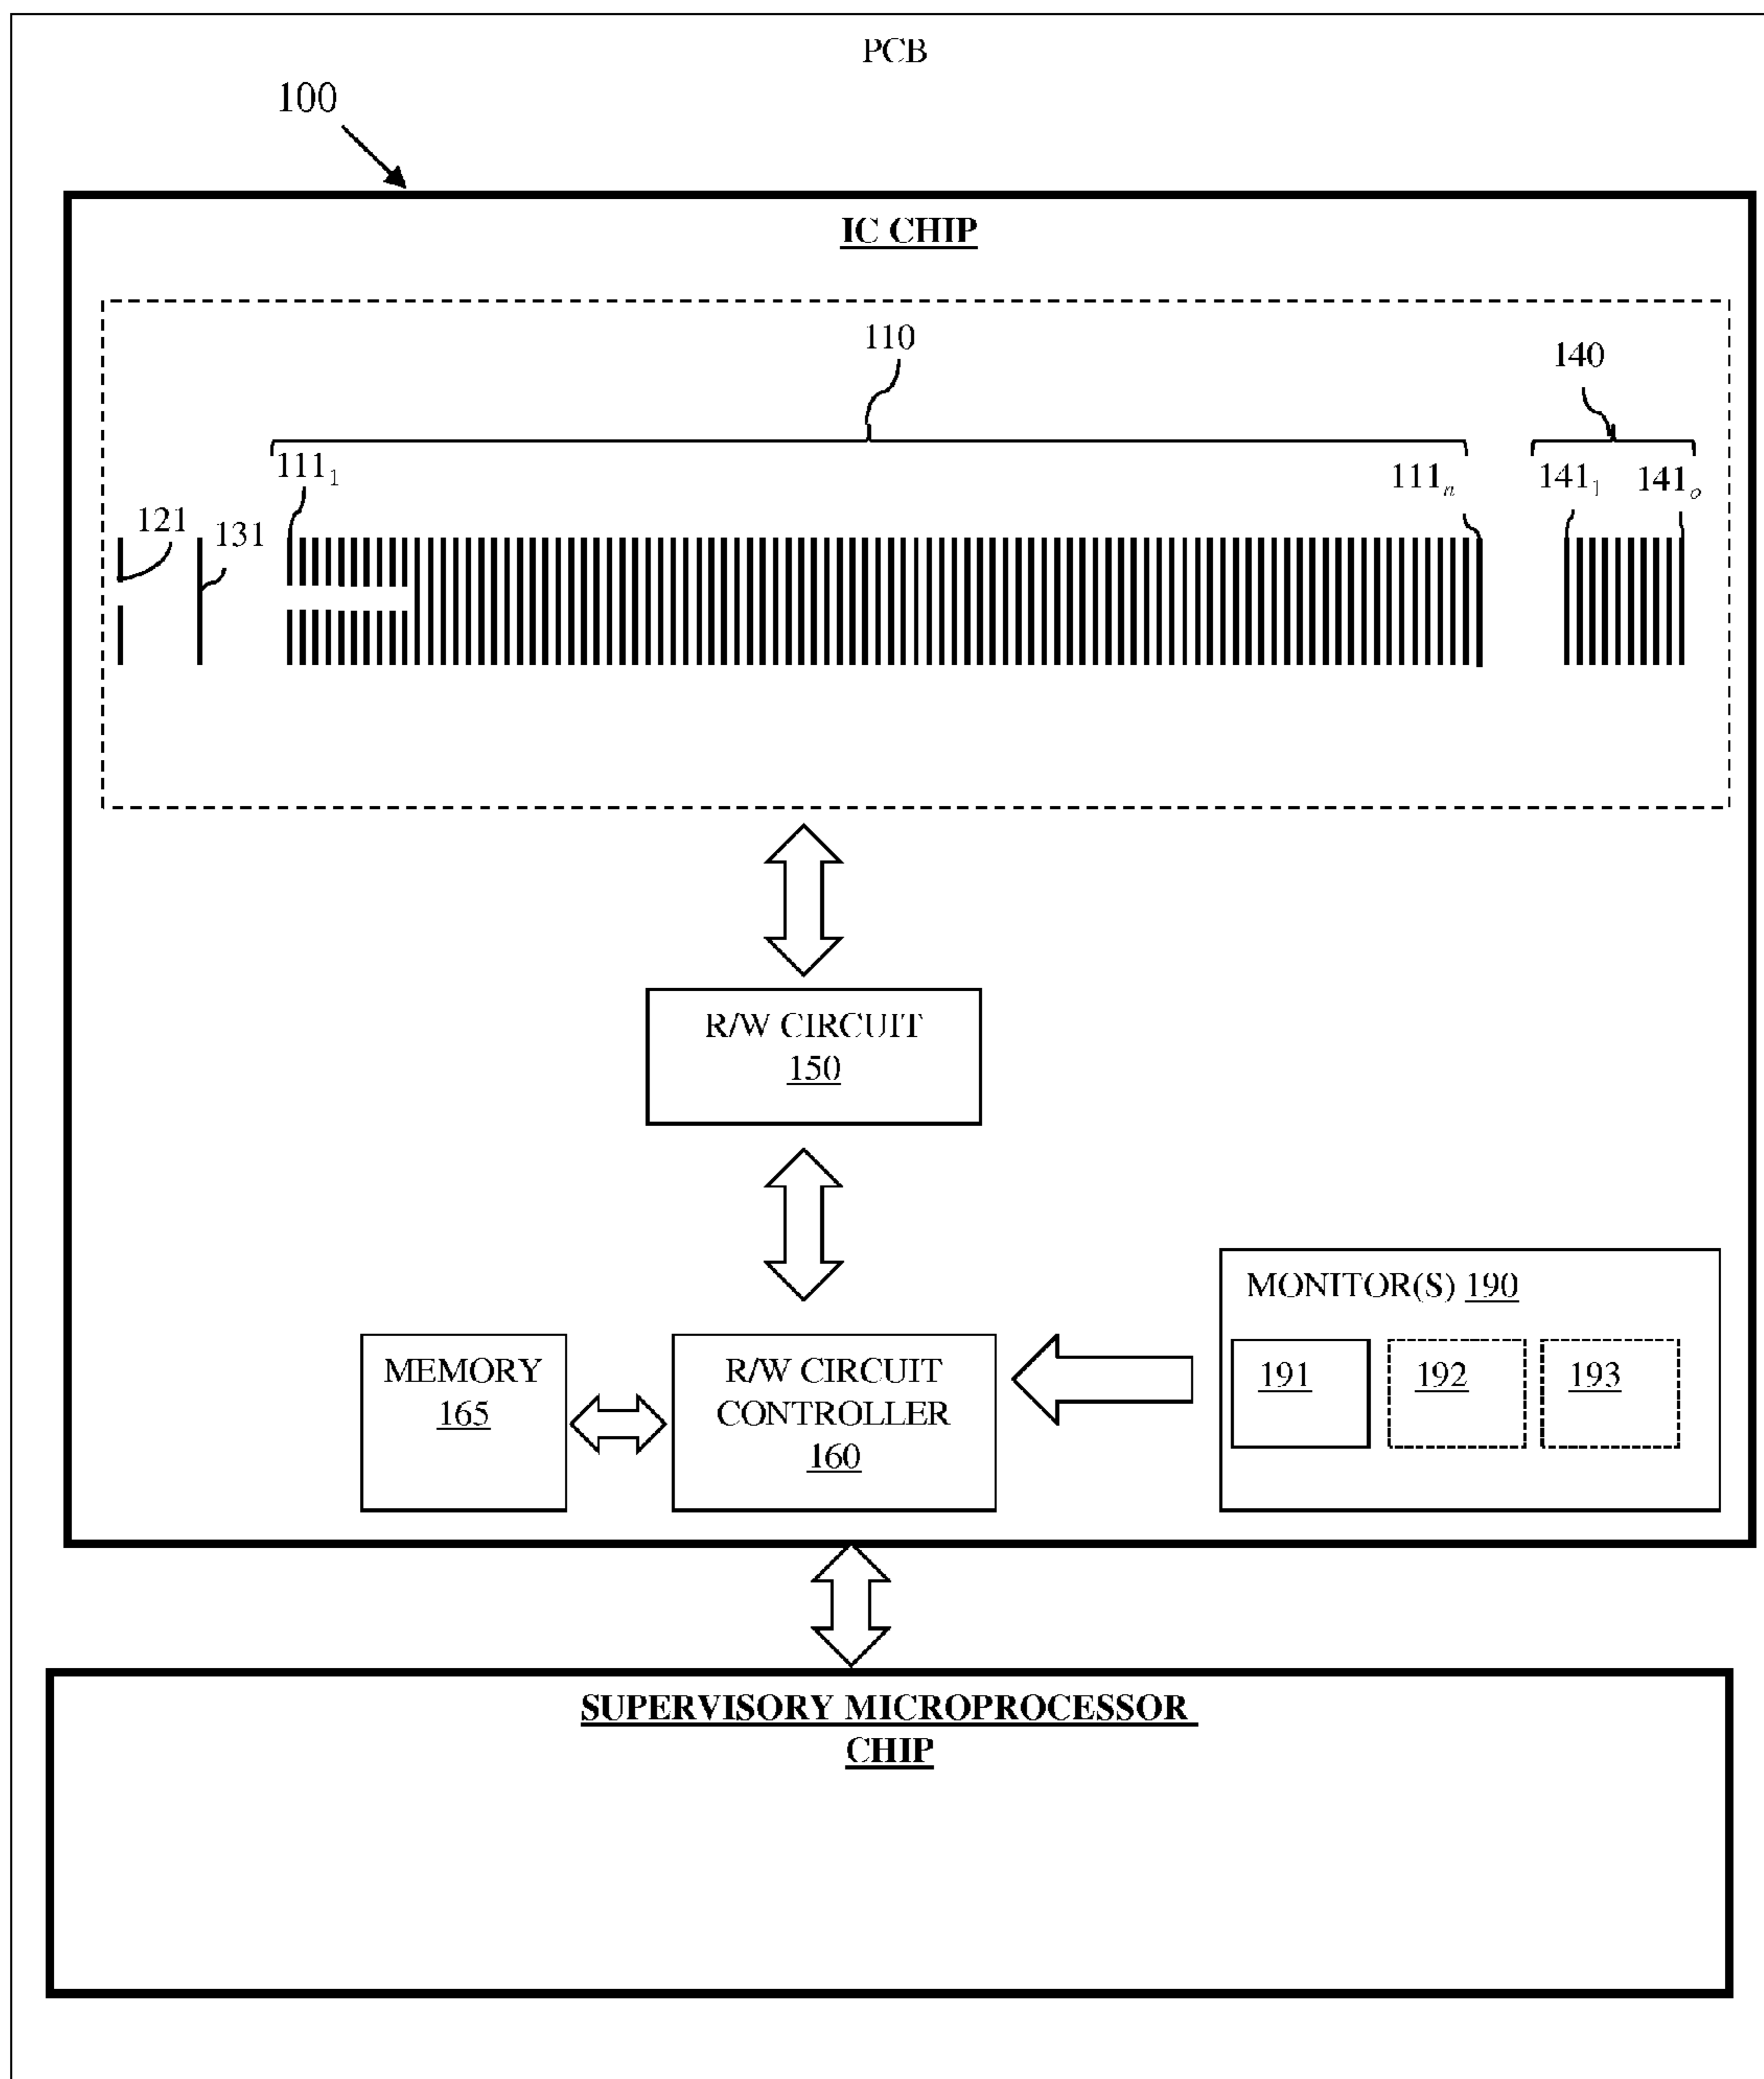 PCB
100
IC CHIP
110
140
111₁
111ₙ
141₁
141ₒ
121
131
R/W CIRCUIT
150
MONITOR(S) 190
MEMORY
165
R/W CIRCUIT
CONTROLLER
160
191
192
193
SUPERVISORY MICROPROCESSOR
CHIP